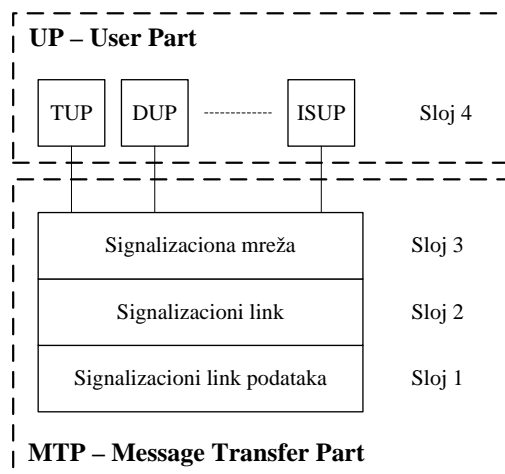 UP – User Part
TUP DUP ISUP Sloj 4
Signalizaciona mreža Sloj 3
Signalizacioni link Sloj 2
Signalizacioni link podataka Sloj 1
MTP – Message Transfer Part